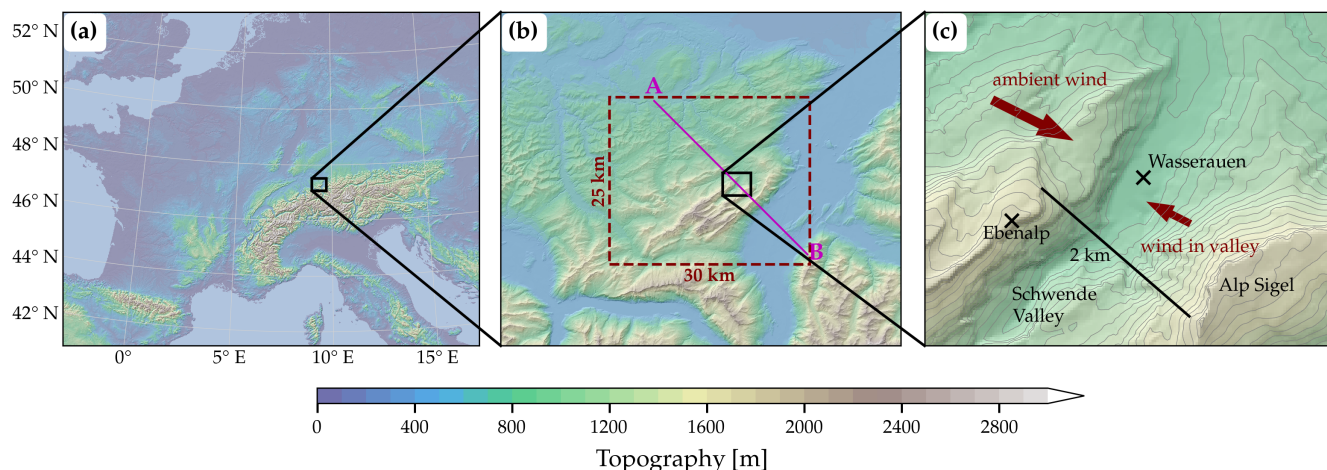 (a)
52° N
50° N
48° N
46° N
44° N
42° N
0°
5° E
10° E
15° E
(b)
A
25 km
30 km
B
(c)
ambient wind
Wasserauen
Ebenalp
wind in valley
2 km
Schwende
Valley
Alp Sigel
0
400
800
1200
1600
2000
2400
2800
Topography [m]